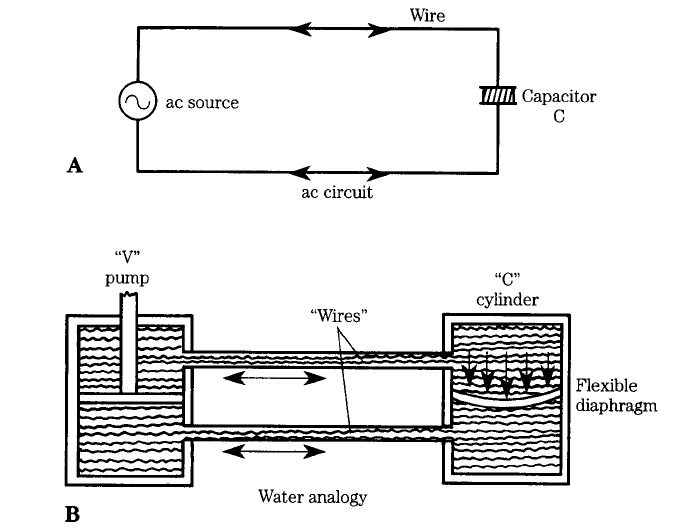 Wire
ac source
Capacitor
C
A
ac circuit
"V"
pump
"C"
cylinder
"Wires"
Flexible
diaphragm
Water analogy
B